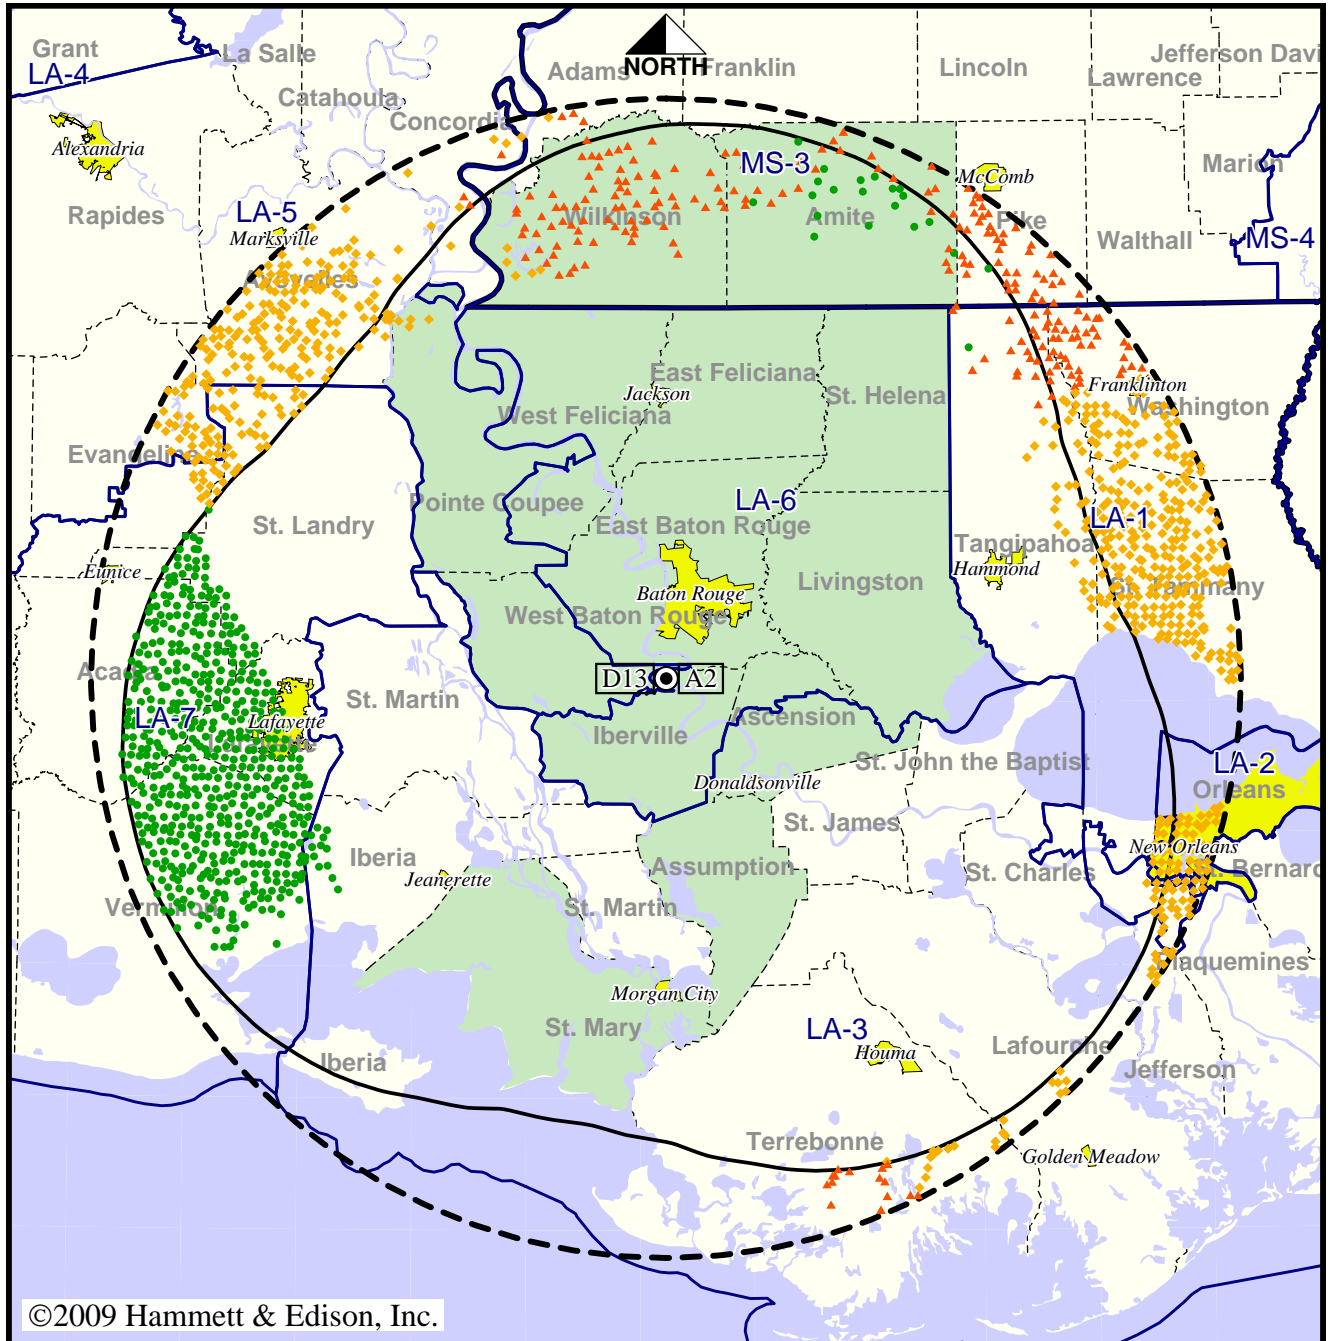 Grant
LA-4
La Salle
Catahoula
Concordia
Adams
NORTH
Franklin
Lincoln
Jefferson Davi
Lawrence
Marion
Alexandria
Rapides
LA-5
Marksville
Avoyelles
MS-3
Wilkinson
Amite
McComb
Pike
Walthall
MS-4
East Feliciana
Jackson
West Feliciana
St. Helena
Franklinton
Washington
Evangeline
Pointe Coupee
LA-6
East Baton Rouge
St. Landry
LA-1
Tangipahoa
Hammond
Eunice
Livingston
Baton Rouge
West Baton Rouge
St. Tammany
Acadia
D13 A2
St. Martin
LA-7
Lafayette
Lafayette
Iberville
Ascension
St. John the Baptist
LA-2
Orleans
Donaldsonville
St. James
New Orleans
St. Bernard
Iberia
Jeanerette
Assumption
St. Charles
Vermilion
St. Martin
Plaquemines
Morgan City
St. Mary
LA-3
Houma
Lafourche
Iberia
Jefferson
Terrebonne
Golden Meadow
©2009 Hammett & Edison, Inc.